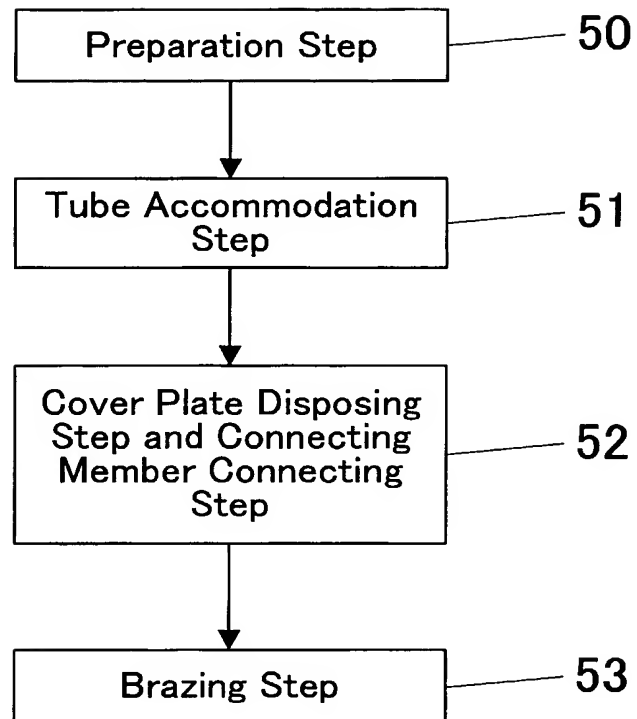 Preparation Step
50
Tube Accommodation
Step
51
Cover Plate Disposing
Step and Connecting
Member Connecting
Step
52
Brazing Step
53